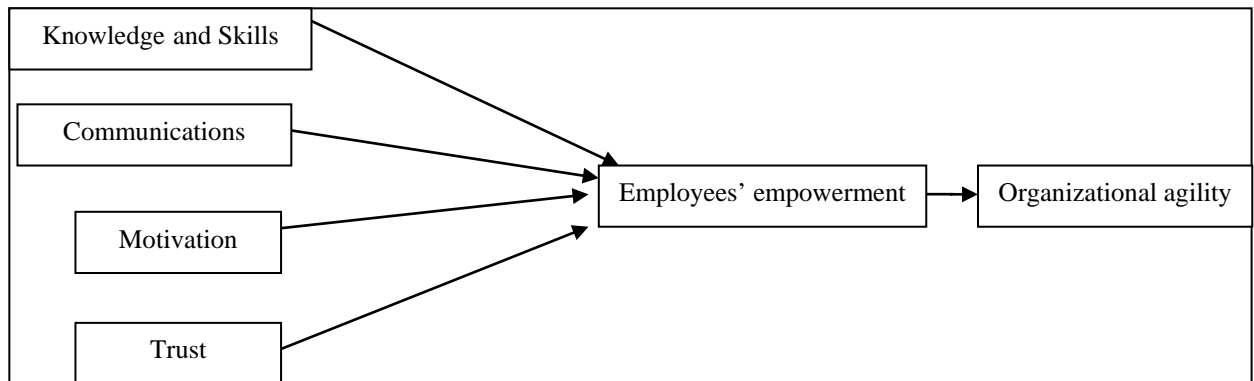 Knowledge and Skills
Communications
Motivation
Trust
Employees’ empowerment
Organizational agility